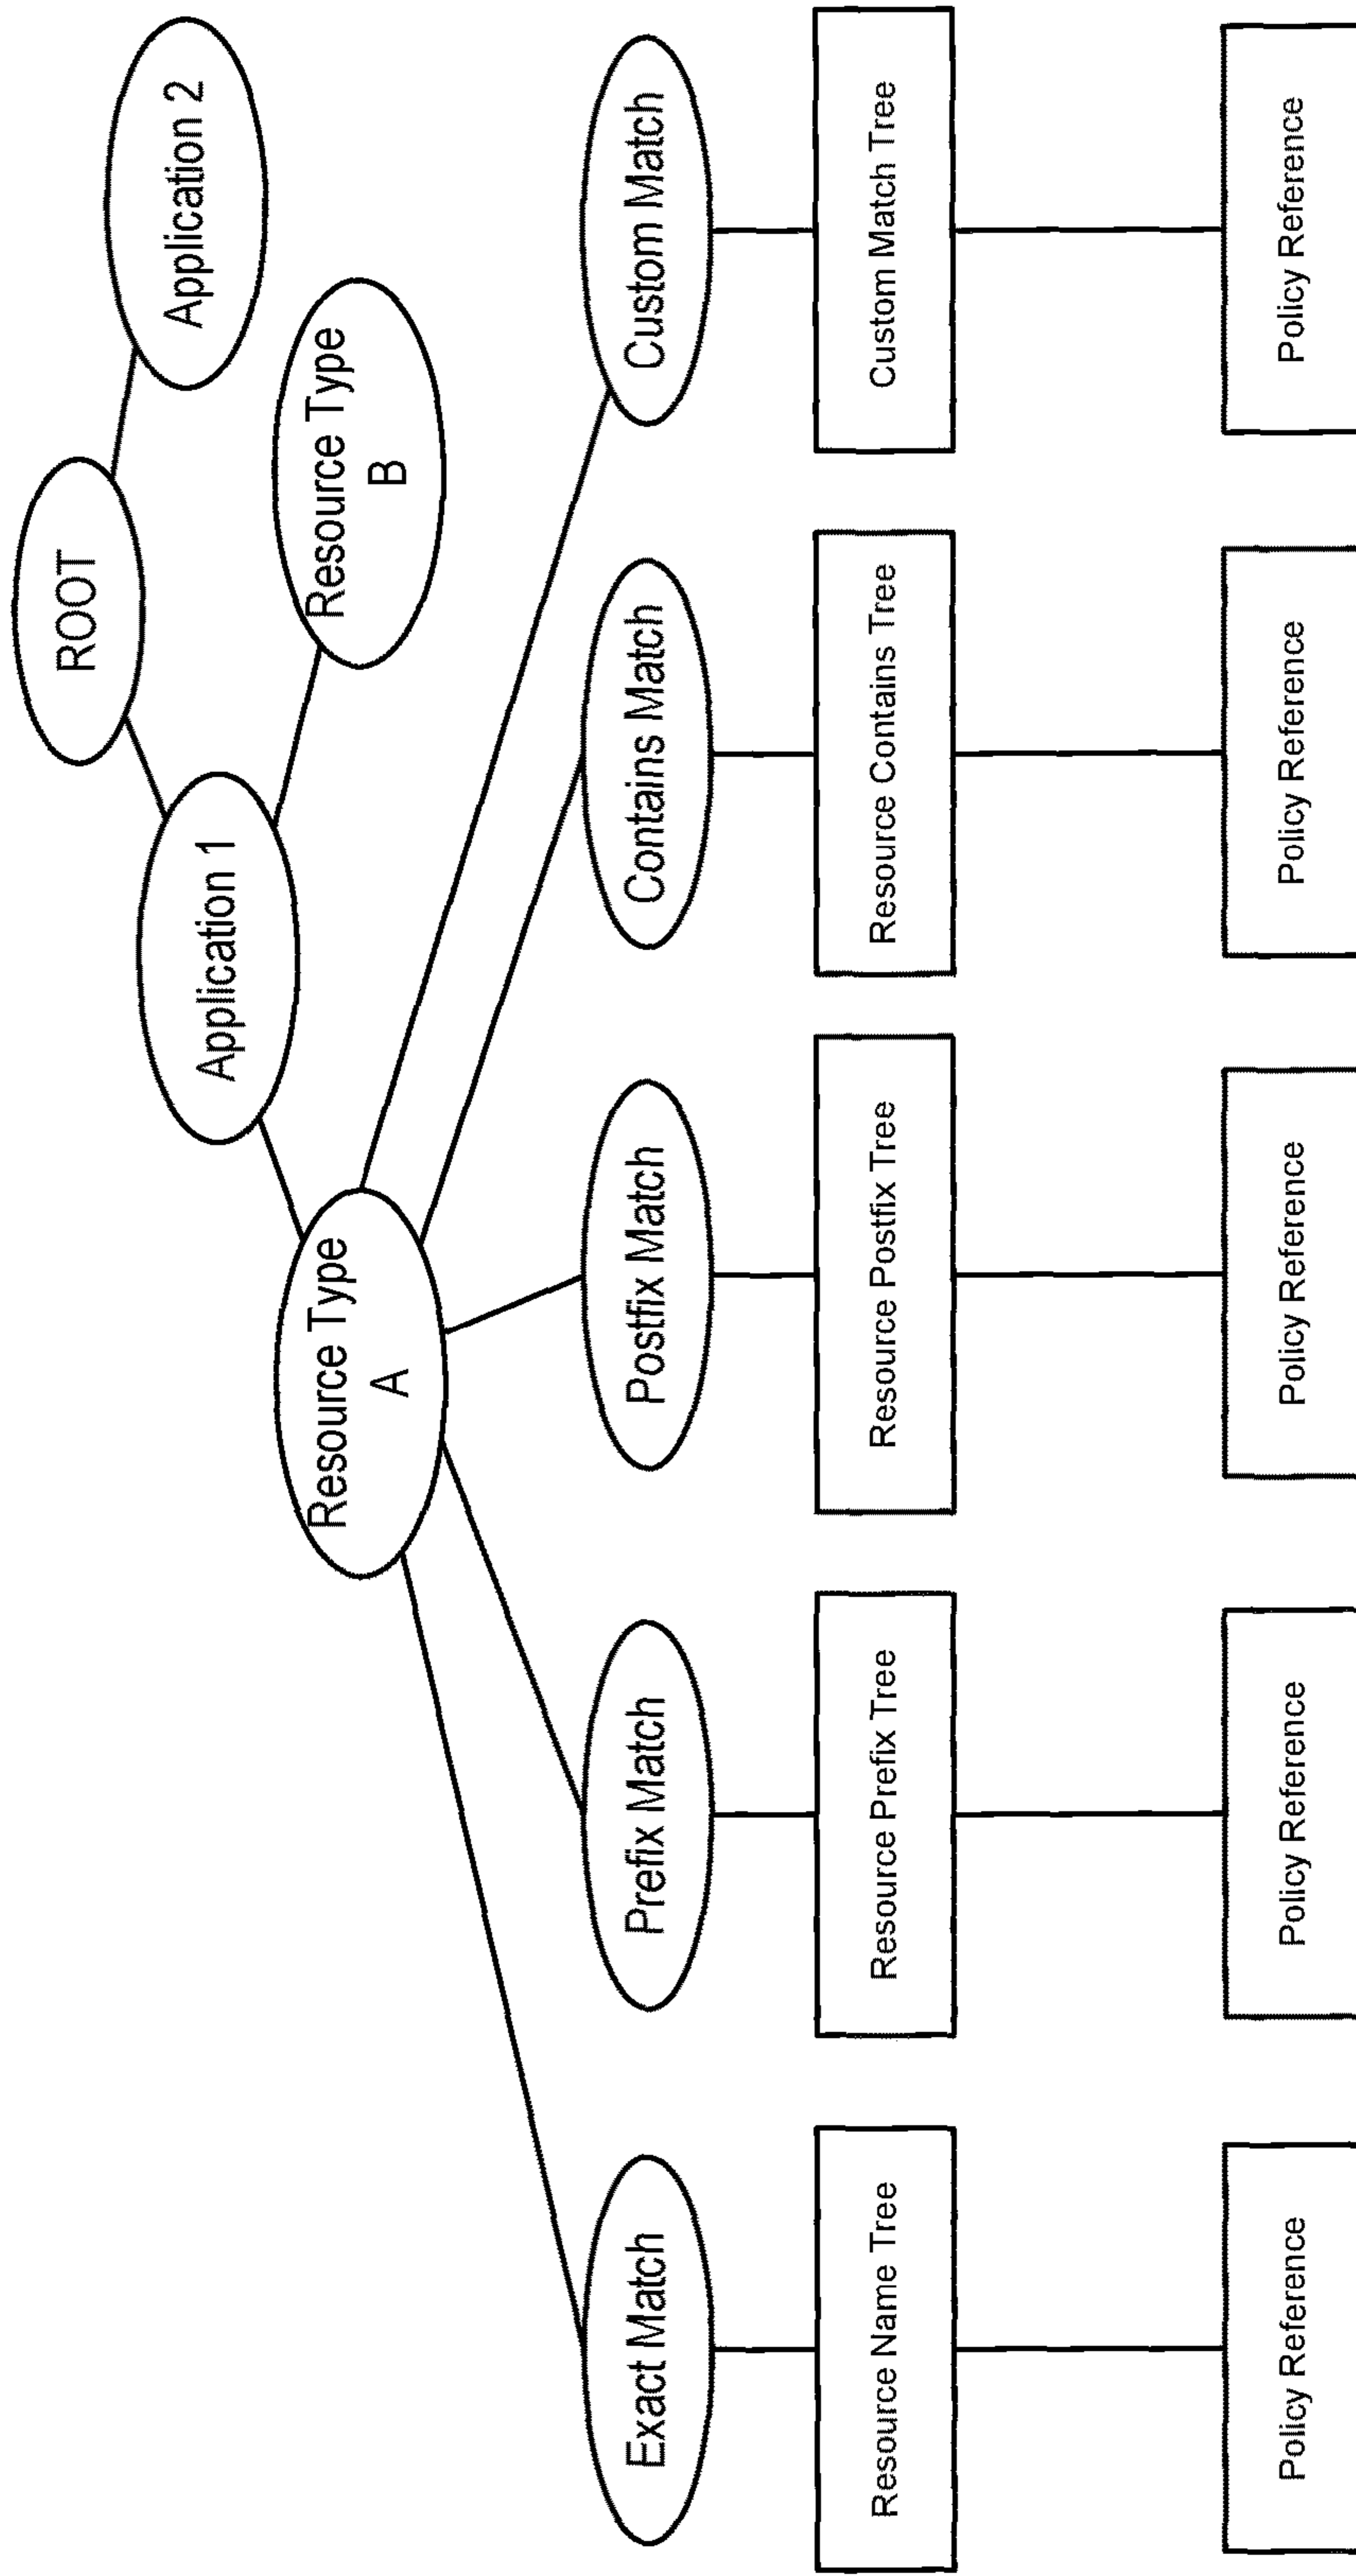 ROOT
Application 1
Application 2
Resource Type
A
Resource Type
B
Exact Match
Prefix Match
Postfix Match
Contains Match
Custom Match
Resource Name Tree
Resource Prefix Tree
Resource Postfix Tree
Resource Contains Tree
Custom Match Tree
Policy Reference
Policy Reference
Policy Reference
Policy Reference
Policy Reference